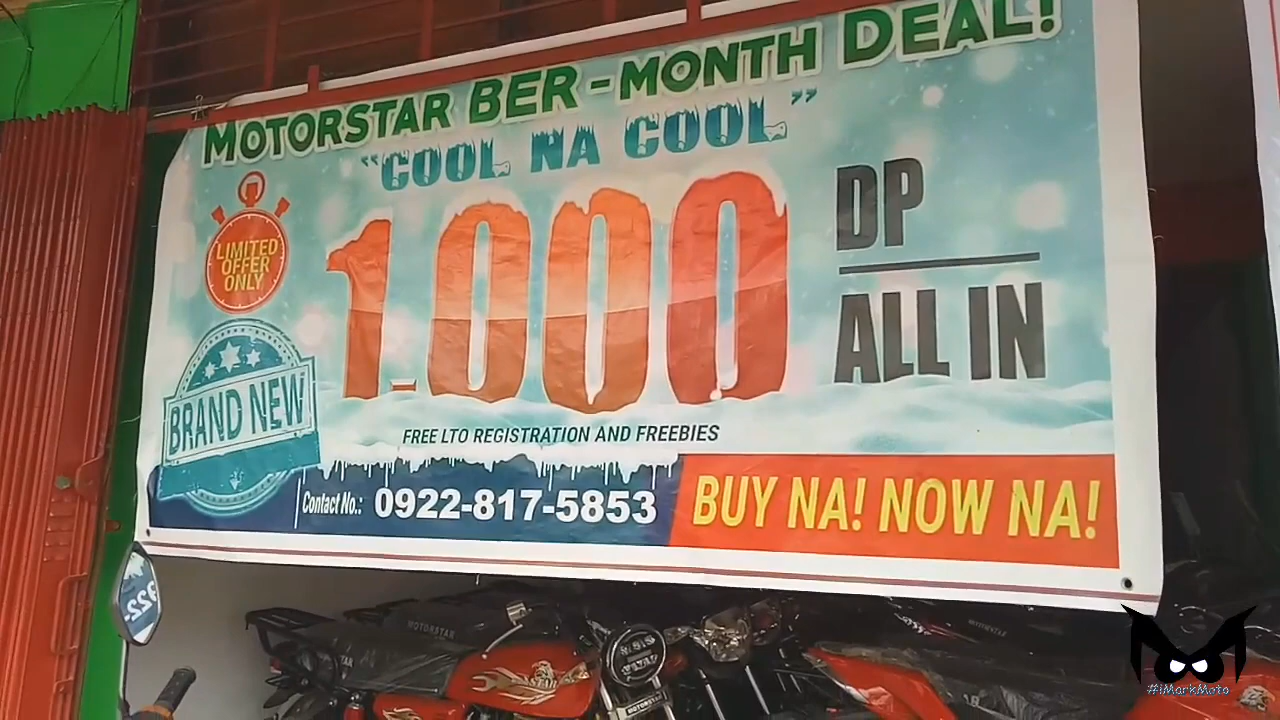 MOTORSTAR BER-MONTH DEAL!
"COOL NA COOL"
LIMITED
OFFER
ONLY
1,000
DP
ALL IN
BRAND NEW
FREE LTO REGISTRATION AND FREEBIES
Contact No.: 0922-817-5853
BUY NA! NOW NA!
MOTORSTAR
#iMarkMoto